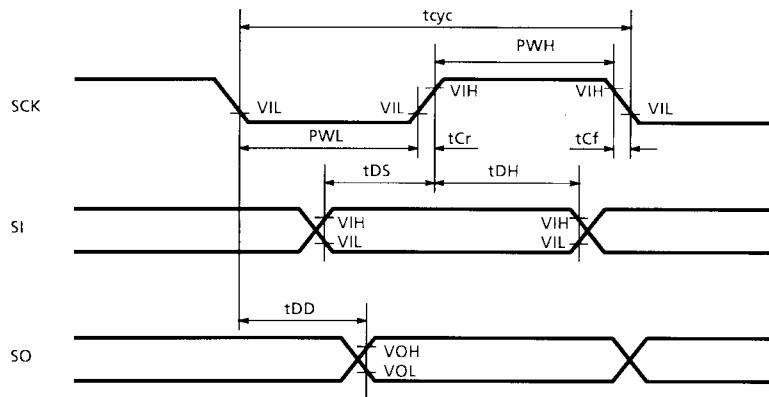 tcyc
PWH
SCK
VIL
VIL
VIH
VIH
VIL
PWL
tCr
tCf
tDS
tDH
SI
VIH
VIL
VIH
VIL
tDD
SO
VOH
VOL